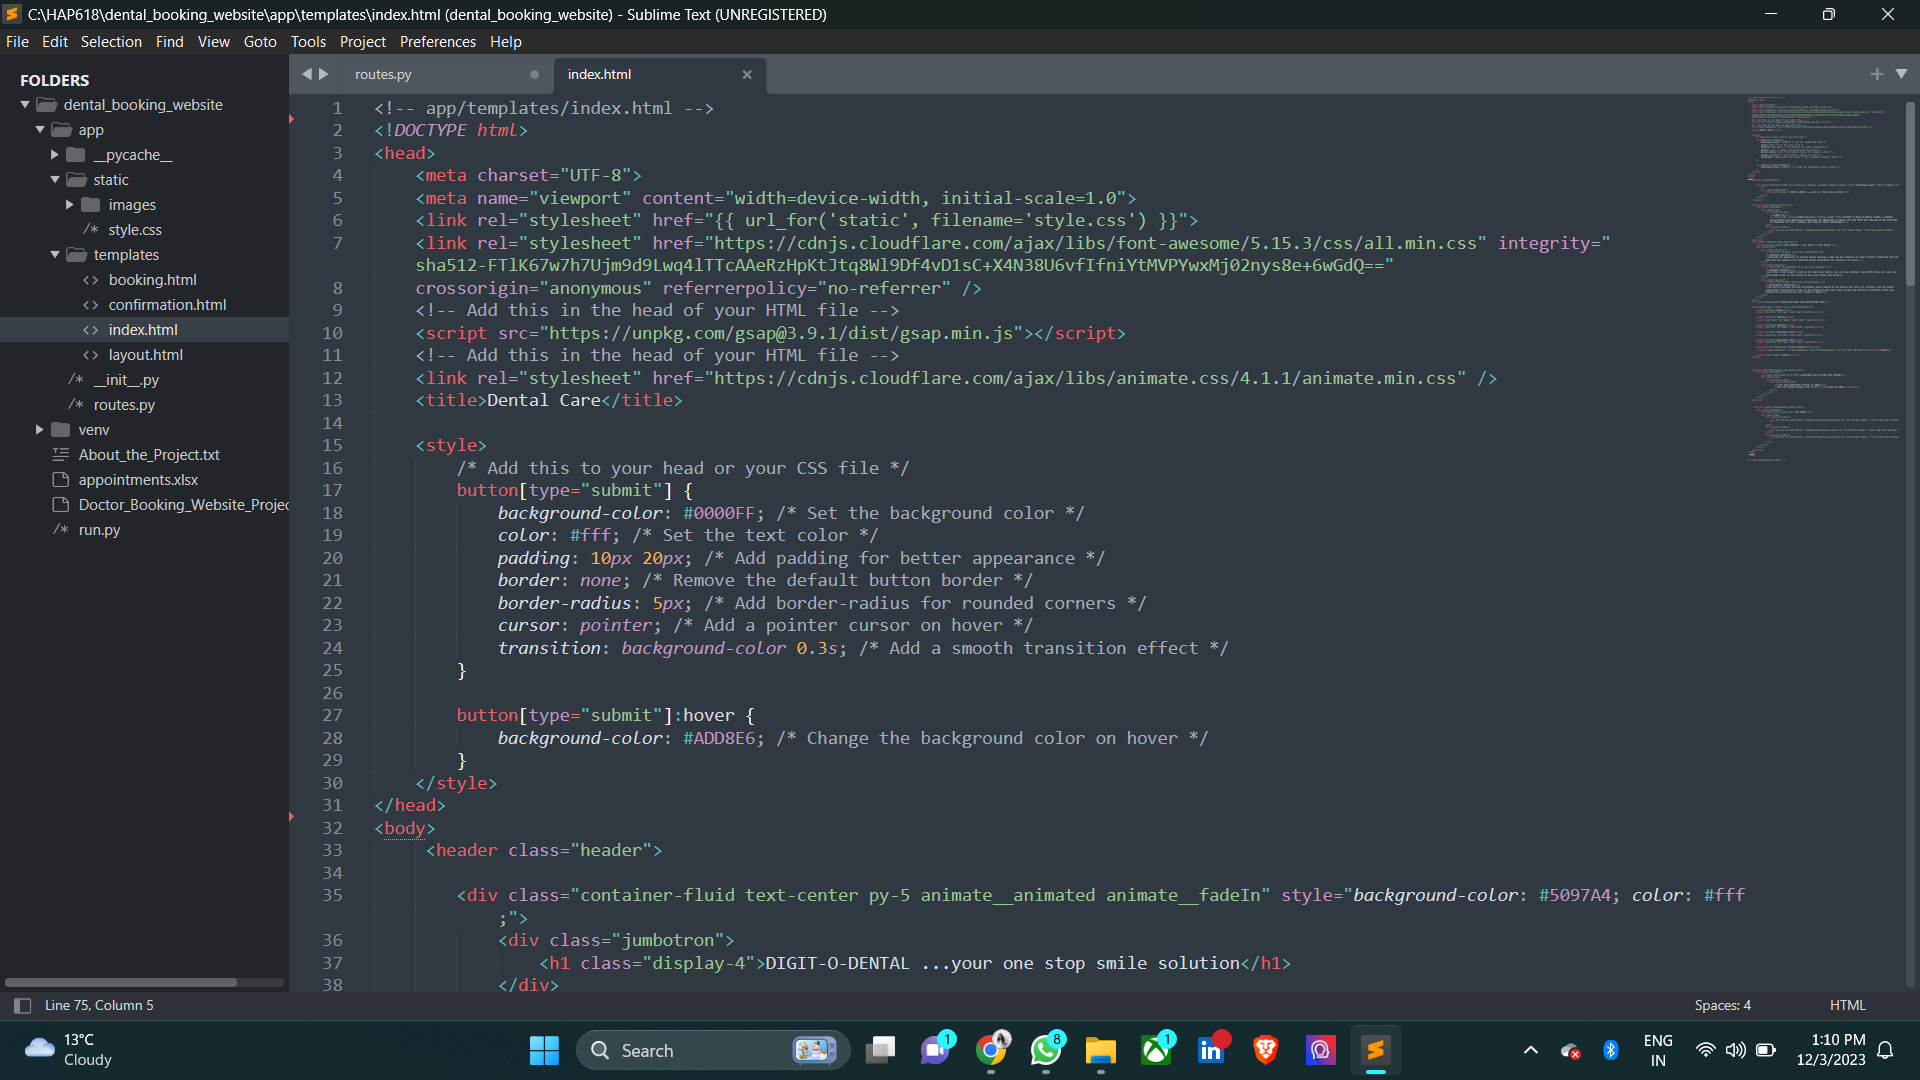 C:\HAP618\dental_booking_website\app\templates\index.html (dental_booking_website) - Sublime Text (UNREGISTERED)
File Edit Selection Find View Goto Tools Project Preferences Help
FOLDERS
dental_booking_website
app
__pycache__
static
images
/* style.css
templates
<> booking.html
<> confirmation.html
<> index.html
<> layout.html
/* __init__.py
/* routes.py
venv
About_the_Project.txt
appointments.xlsx
Doctor_Booking_Website_Projec
/* run.py
routes.py
index.html
1 <!-- app/templates/index.html -->
2 <!DOCTYPE html>
3 <head>
4 <meta charset="UTF-8">
5 <meta name="viewport" content="width=device-width, initial-scale=1.0">
6 <link rel="stylesheet" href="{{ url_for('static', filename='style.css') }}">
7 <link rel="stylesheet" href="https://cdnjs.cloudflare.com/ajax/libs/font-awesome/5.15.3/css/all.min.css" integrity="
sha512-FTlK67w7h7Ujm9d9Lwq4lTTcAAeRzHpKtJtq8Wl9Df4vD1sC+X4N38U6vfIfniYtMVPYwxMj02nys8e+6wGdQ=="
8 crossorigin="anonymous" referrerpolicy="no-referrer" />
9 <!-- Add this in the head of your HTML file -->
10 <script src="https://unpkg.com/gsap@3.9.1/dist/gsap.min.js"></script>
11 <!-- Add this in the head of your HTML file -->
12 <link rel="stylesheet" href="https://cdnjs.cloudflare.com/ajax/libs/animate.css/4.1.1/animate.min.css" />
13 <title>Dental Care</title>
14
15 <style>
16 /* Add this to your head or your CSS file */
17 button[type="submit"] {
18 background-color: #0000FF; /* Set the background color */
19 color: #fff; /* Set the text color */
20 padding: 10px 20px; /* Add padding for better appearance */
21 border: none; /* Remove the default button border */
22 border-radius: 5px; /* Add border-radius for rounded corners */
23 cursor: pointer; /* Add a pointer cursor on hover */
24 transition: background-color 0.3s; /* Add a smooth transition effect */
25 }
26
27 button[type="submit"]:hover {
28 background-color: #ADD8E6; /* Change the background color on hover */
29 }
30 </style>
31 </head>
32 <body>
33 <header class="header">
34
35 <div class="container-fluid text-center py-5 animate__animated animate__fadeIn" style="background-color: #5097A4; color: #fff
;">
36 <div class="jumbotron">
37 <h1 class="display-4">DIGIT-O-DENTAL ...your one stop smile solution</h1>
38 </div>
Line 75, Column 5
Spaces: 4
HTML
13°C
Cloudy
Search
1
8
1
ENG
IN
1:10 PM
12/3/2023